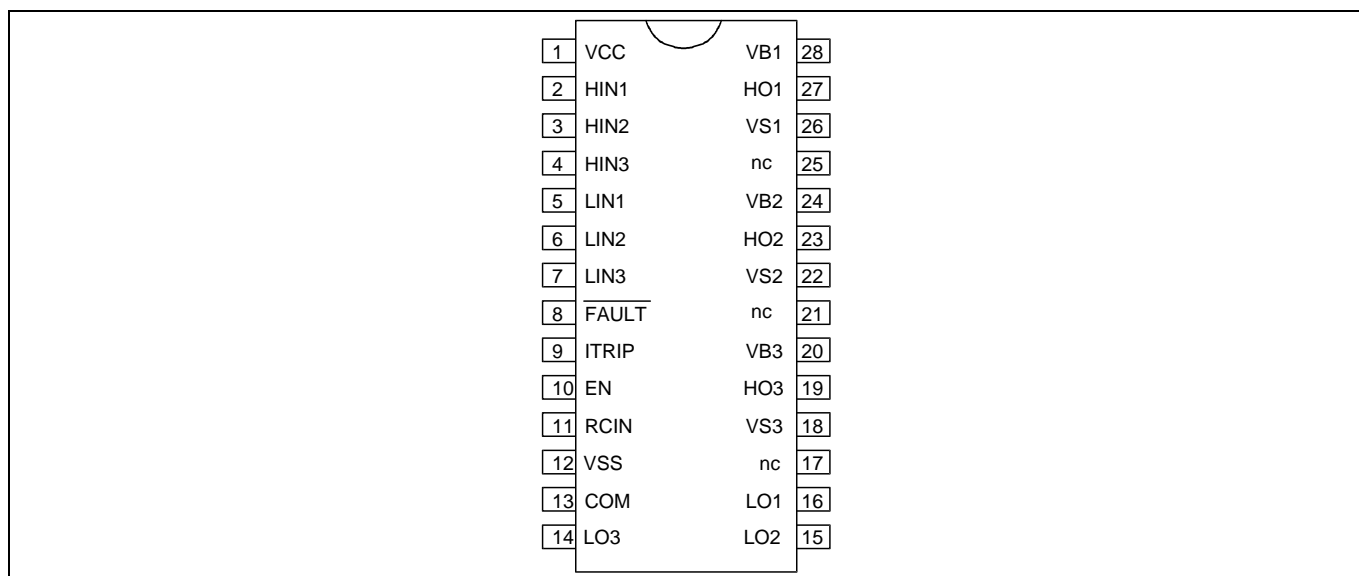 1 VCC VB1 28
2 HIN1 HO1 27
3 HIN2 VS1 26
4 HIN3 nc 25
5 LIN1 VB2 24
6 LIN2 HO2 23
7 LIN3 VS2 22
8 FAULT nc 21
9 ITRIP VB3 20
10 EN HO3 19
11 RCIN VS3 18
12 VSS nc 17
13 COM LO1 16
14 LO3 LO2 15